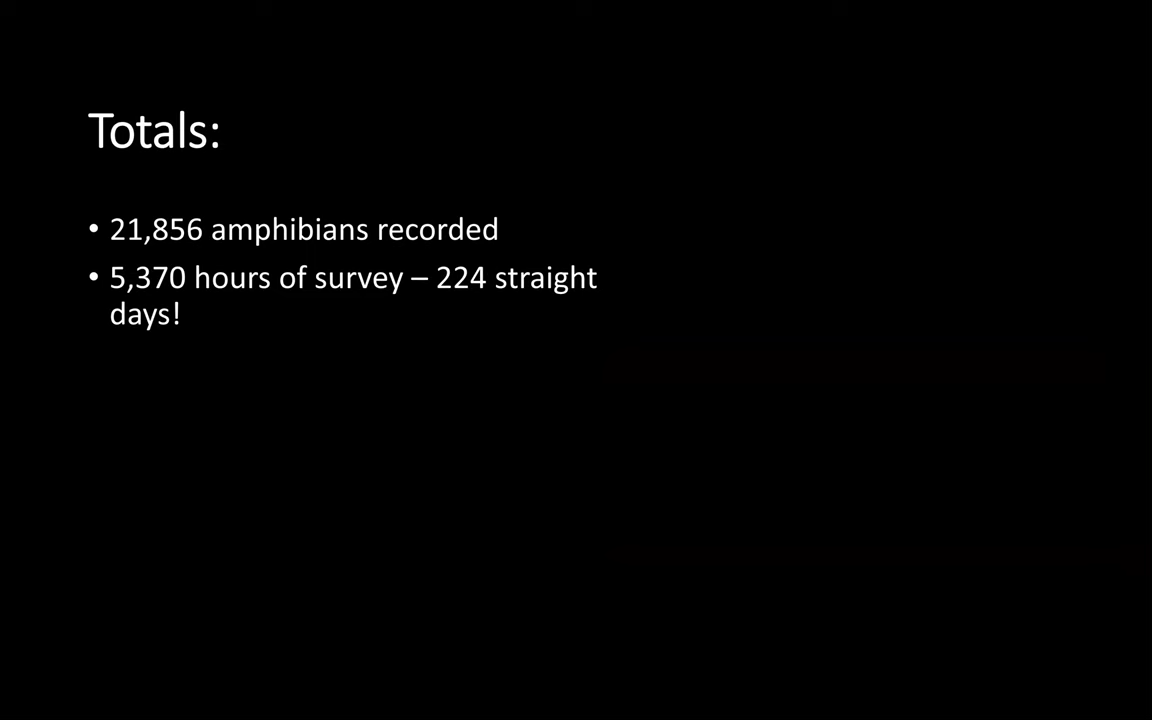 Totals:
• 21,856 amphibians recorded
• 5,370 hours of survey – 224 straight
days!